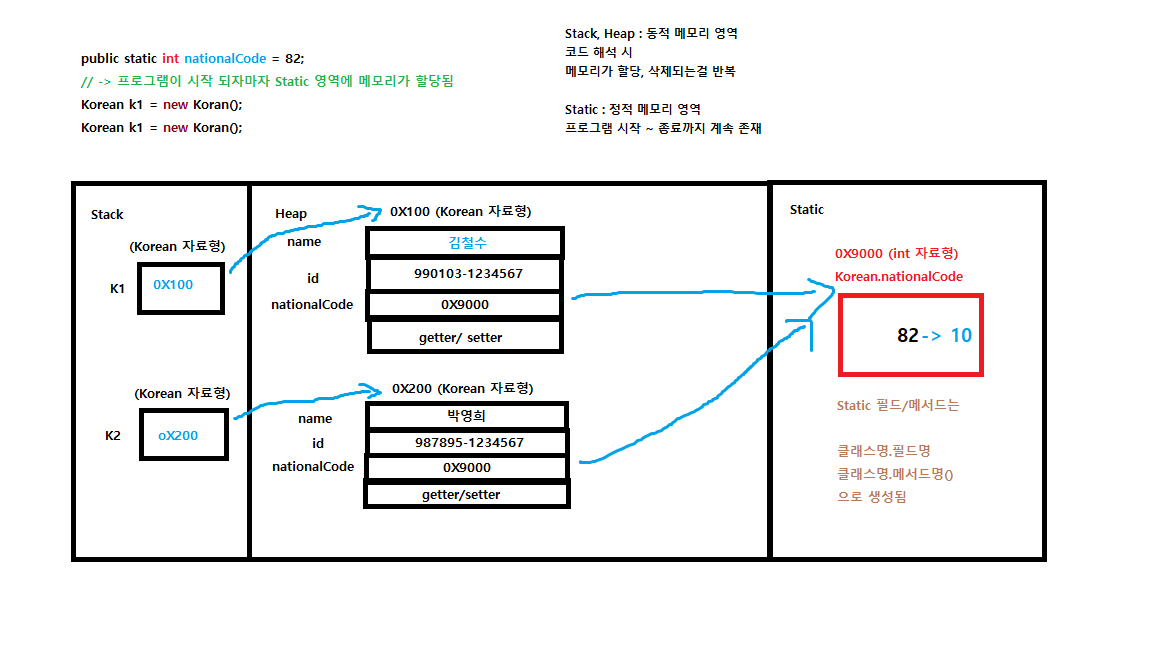 public static int nationalCode = 82;
// -> 프로그램이 시작 되자마자 Static 영역에 메모리가 할당됨
Korean k1 = new Koran();
Korean k1 = new Koran();
Stack, Heap : 동적 메모리 영역
코드 해석 시
메모리가 할당, 삭제되는걸 반복
Static : 정적 메모리 영역
프로그램 시작 ~ 종료까지 계속 존재
Stack
(Korean 자료형)
K1
0X100
(Korean 자료형)
K2
oX200
Heap
0X100 (Korean 자료형)
name
김철수
id
990103-1234567
nationalCode
0X9000
getter/ setter
0X200 (Korean 자료형)
name
박영희
id
987895-1234567
nationalCode
0X9000
getter/setter
Static
0X9000 (int 자료형)
Korean.nationalCode
82 -> 10
Static 필드/메서드는
클래스명.필드명
클래스명.메서드명()
으로 생성됨